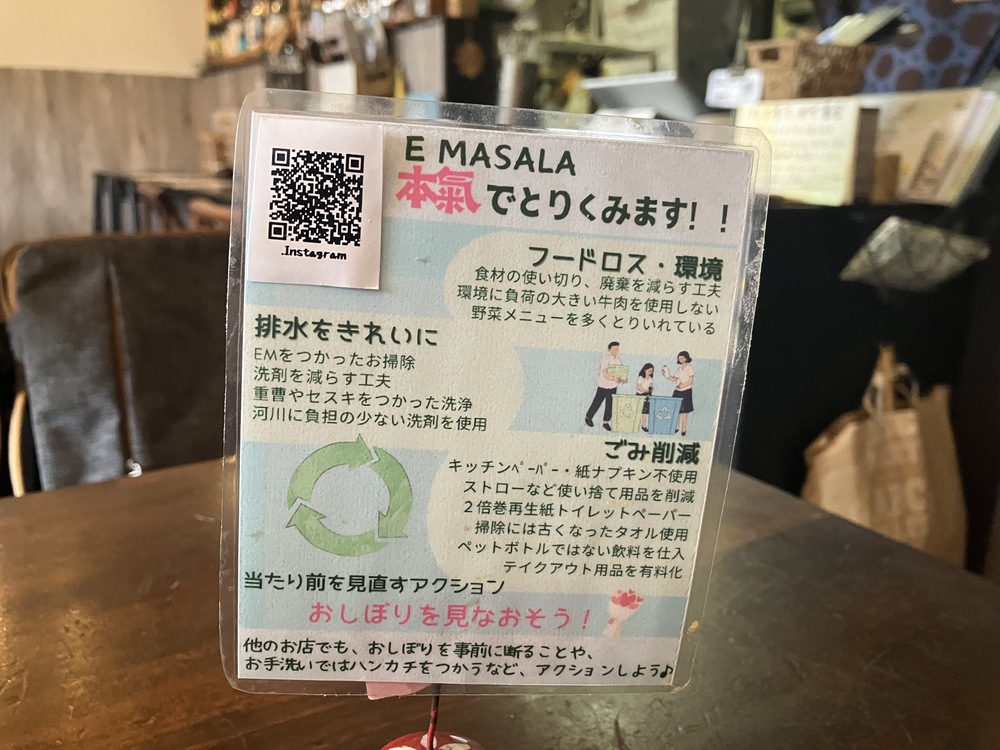 .Instagram
E MASALA
本氣でとりくみます！！
フードロス・環境
食材の使い切り、廃棄を減らす工夫
環境に負荷の大きい牛肉を使用しない
野菜メニューを多くとりいれている
排水をきれいに
EMをつかったお掃除
洗剤を減らす工夫
重曹やセスキをつかった洗浄
河川に負担の少ない洗剤を使用
ごみ削減
キッチンﾍﾟｰﾊﾟｰ・紙ナプキン不使用
ストローなど使い捨て用品を削減
２倍巻再生紙トイレットペーパー
掃除には古くなったタオル使用
ペットボトルではない飲料を仕入
テイクアウト用品を有料化
当たり前を見直すアクション
おしぼりを見なおそう！
他のお店でも、おしぼりを事前に断ることや、
お手洗いではハンカチをつかうなど、アクションしよう♪